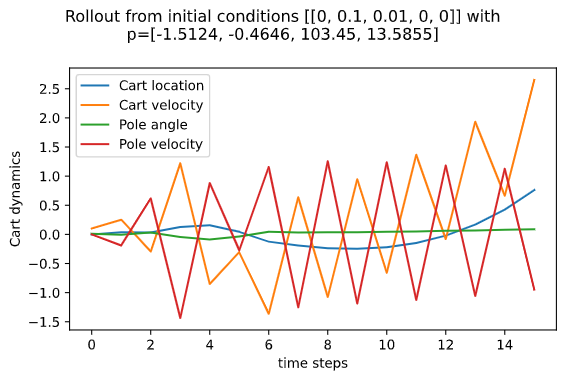 Rollout from initial conditions [[0, 0.1, 0.01, 0, 0]] with
p=[-1.5124, -0.4646, 103.45, 13.5855]
Cart location
Cart velocity
Pole angle
Pole velocity
Cart dynamics
2.5
2.0
1.5
1.0
0.5
0.0
−0.5
−1.0
−1.5
0 2 4 6 8 10 12 14
time steps